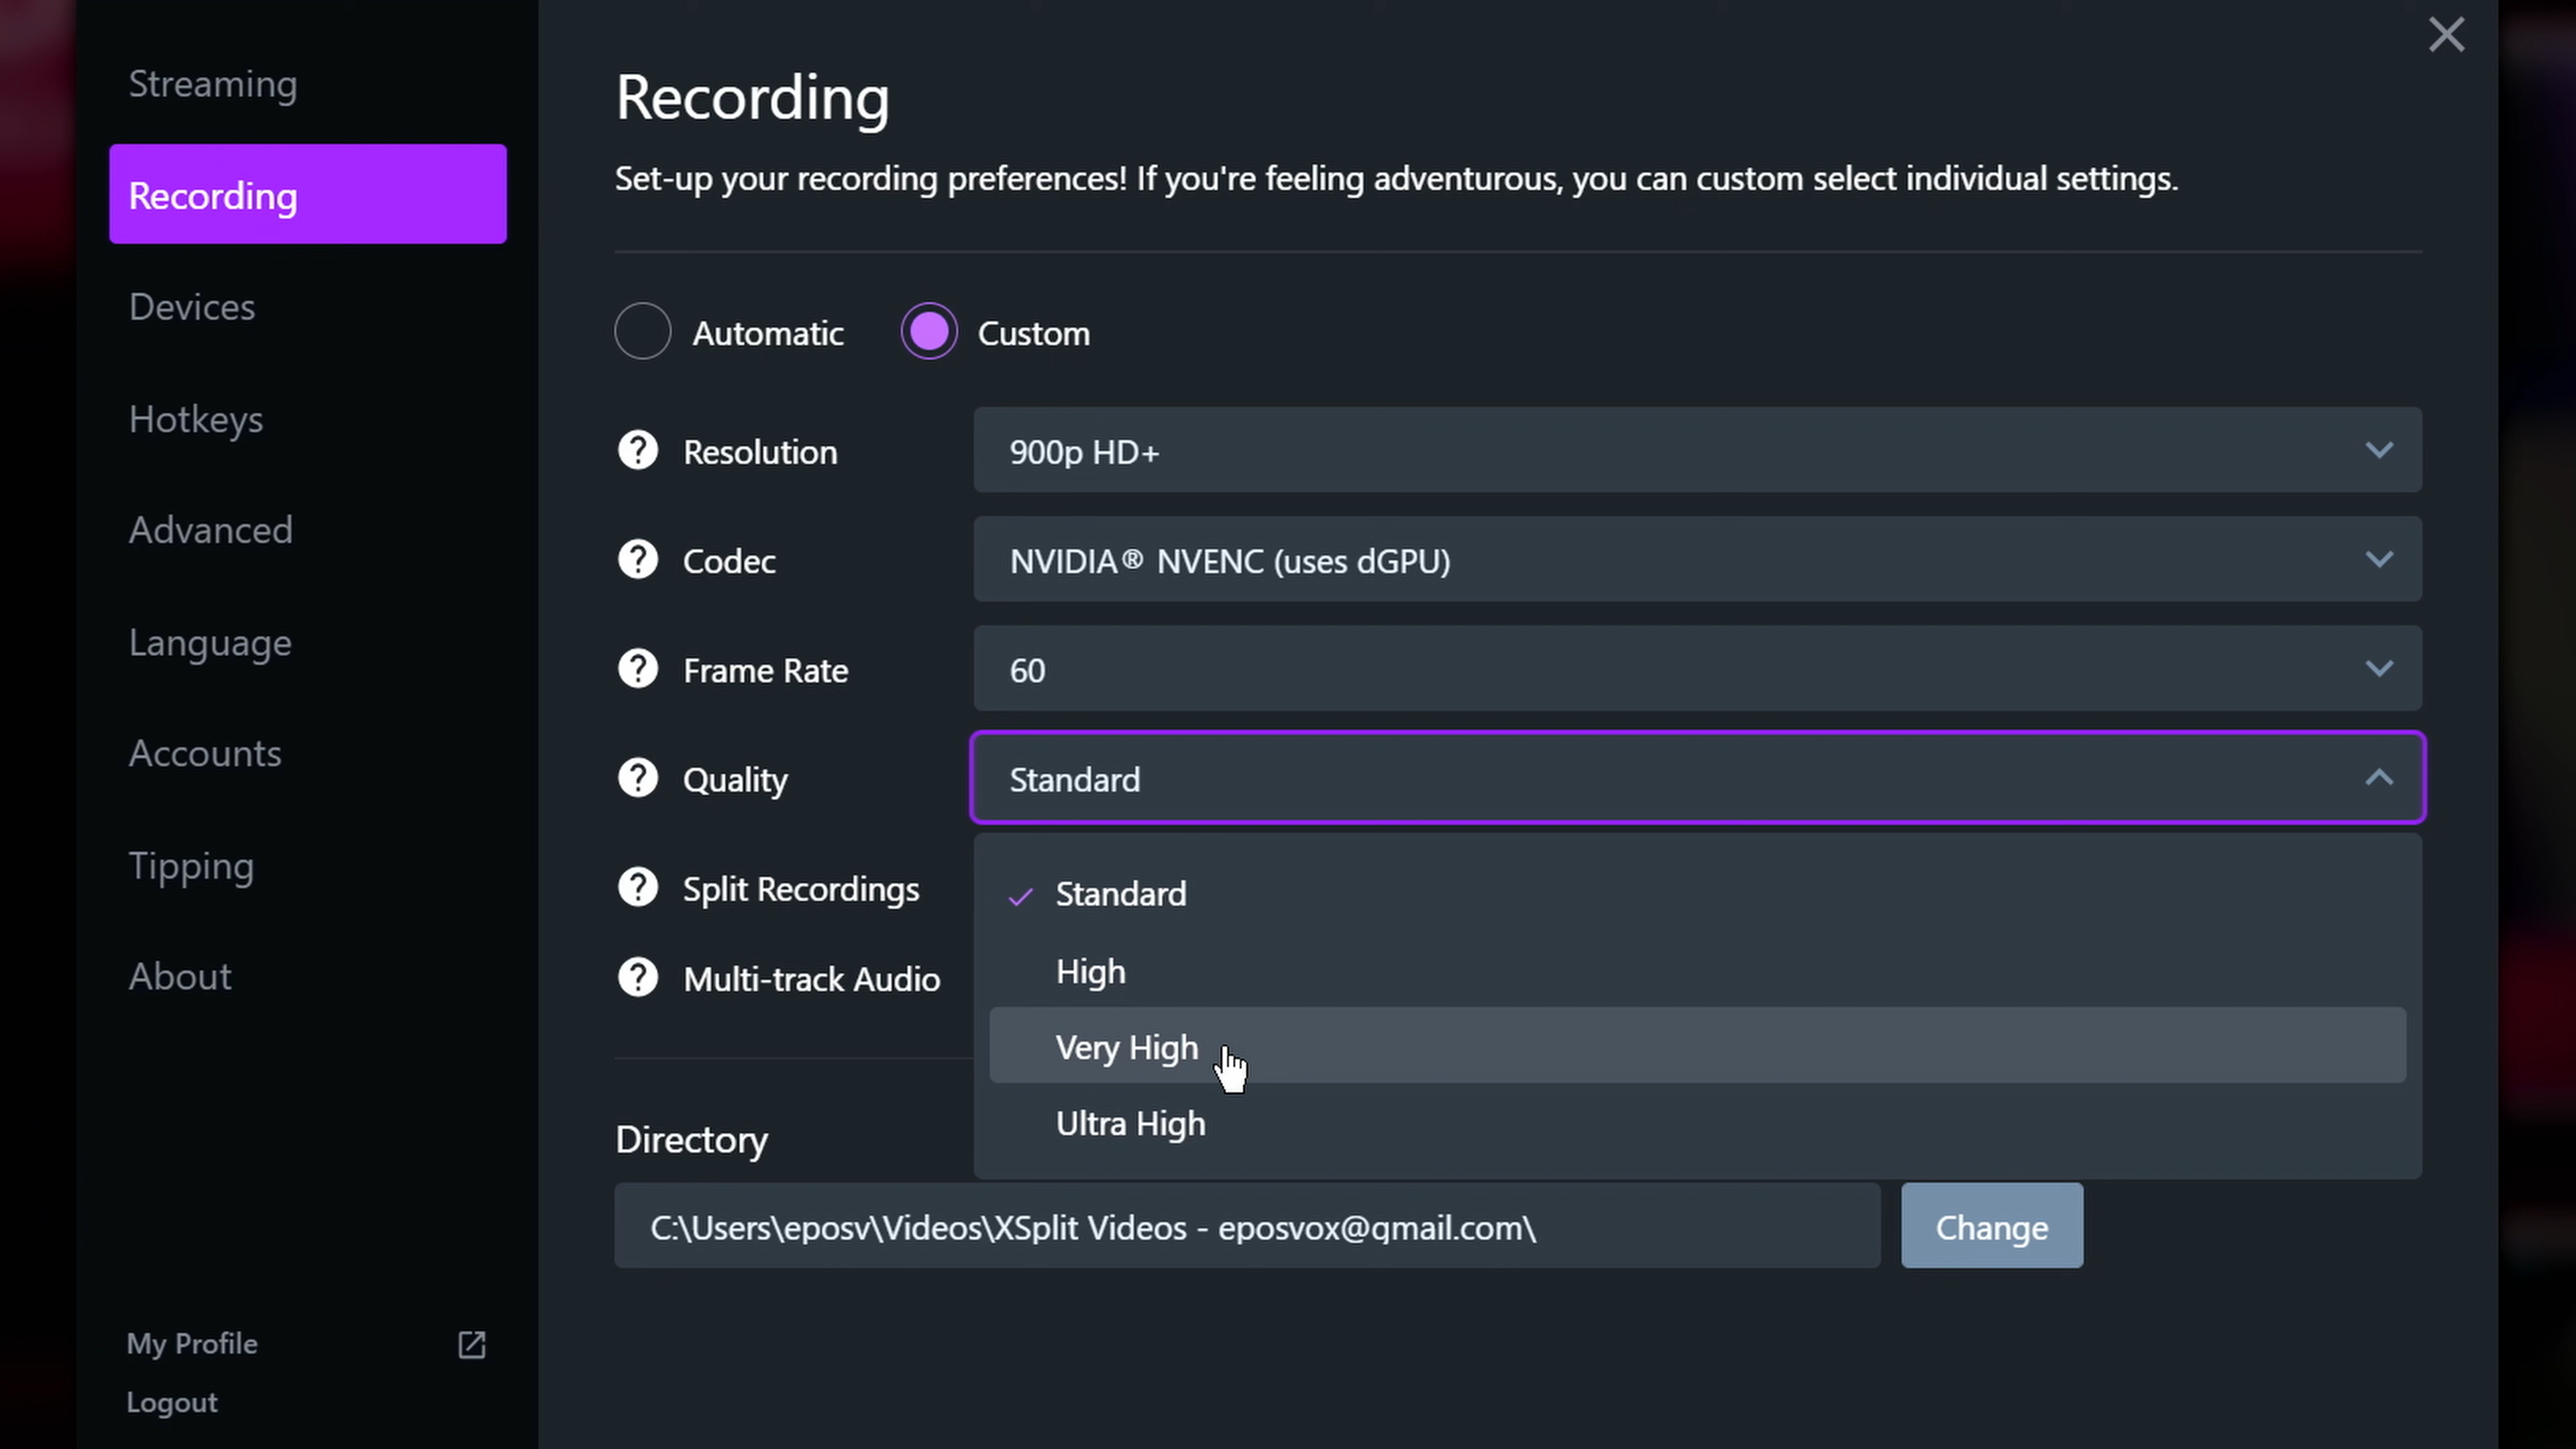 Streaming
Recording
Devices
Hotkeys
Advanced
Language
Accounts
Tipping
About
My Profile
Logout
Recording
Set-up your recording preferences! If you're feeling adventurous, you can custom select individual settings.
Automatic Custom
? Resolution 900p HD+
? Codec NVIDIA® NVENC (uses dGPU)
? Frame Rate 60
? Quality Standard
? Split Recordings
? Multi-track Audio
Standard
High
Very High
Ultra High
Directory
C:\Users\eposv\Videos\XSplit Videos - eposvox@gmail.com\ Change